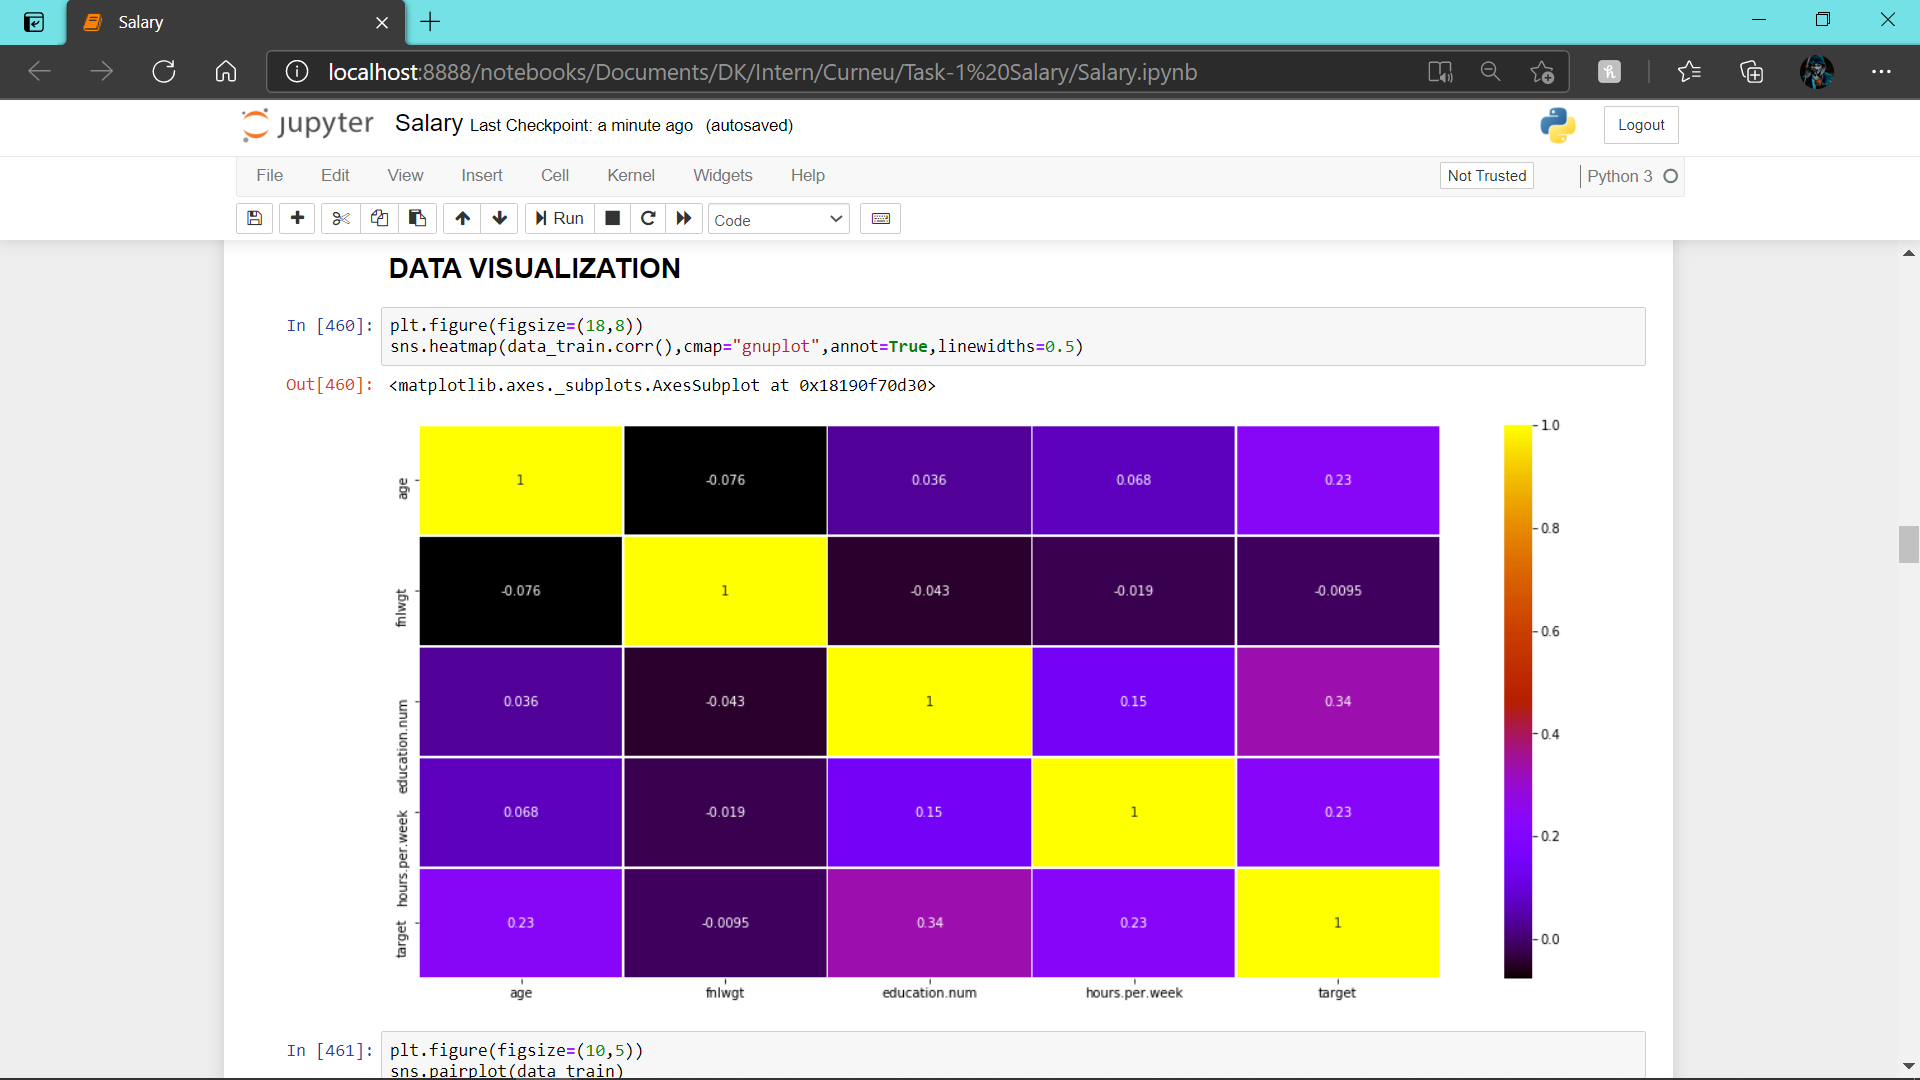 Salary
localhost:8888/notebooks/Documents/DK/Intern/Curneu/Task-1%20Salary/Salary.ipynb
jupyter Salary Last Checkpoint: a minute ago (autosaved) Logout
File Edit View Insert Cell Kernel Widgets Help Not Trusted Python 3
Run Code
DATA VISUALIZATION
In [460]: plt.figure(figsize=(18,8))
sns.heatmap(data_train.corr(),cmap="gnuplot",annot=True,linewidths=0.5)
Out[460]: <matplotlib.axes._subplots.AxesSubplot at 0x18190f70d30>
1.0
age 1 -0.076 0.036 0.068 0.23
0.8
fnlwgt -0.076 1 -0.043 -0.019 -0.0095
0.6
education.num 0.036 -0.043 1 0.15 0.34
0.4
hours.per.week 0.068 -0.019 0.15 1 0.23
0.2
target 0.23 -0.0095 0.34 0.23 1
0.0
age fnlwgt education.num hours.per.week target
In [461]: plt.figure(figsize=(10,5))
sns.pairplot(data_train)